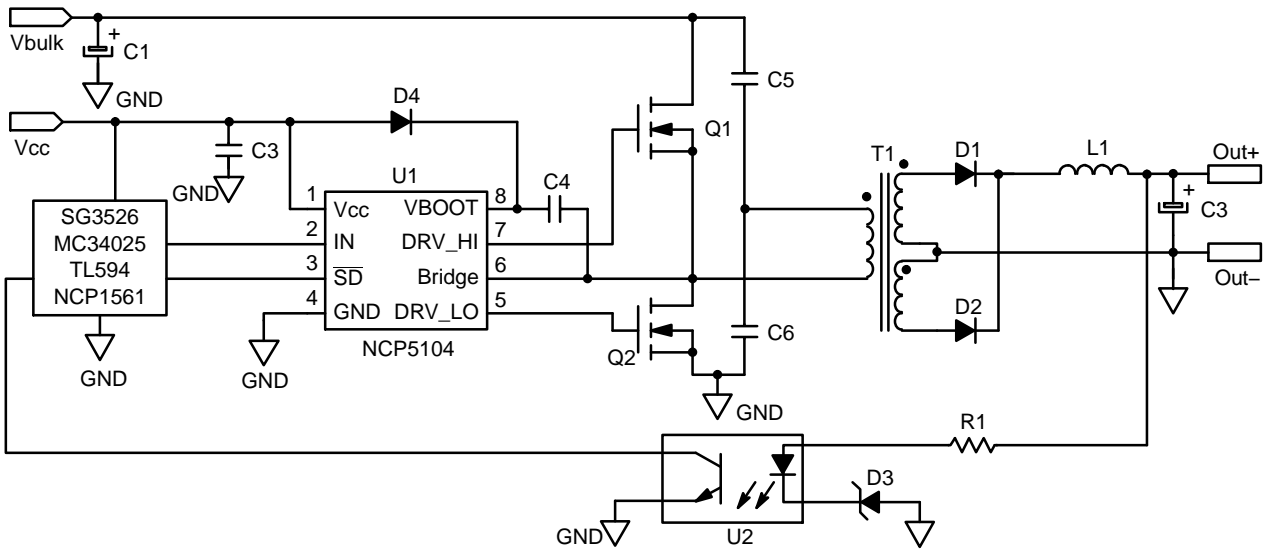 Vbulk
+
C1
GND
C5
D4
Q1
Vcc
C3
GND
T1
D1
L1
Out+
U1
C4
+
C3
SG3526
MC34025
TL594
NCP1561
1
Vcc
VBOOT
8
2
IN
DRV_HI
7
3
SD
Bridge
6
4
GND
DRV_LO
5
Out–
D2
C6
NCP5104
Q2
GND
GND
GND
R1
D3
GND
U2